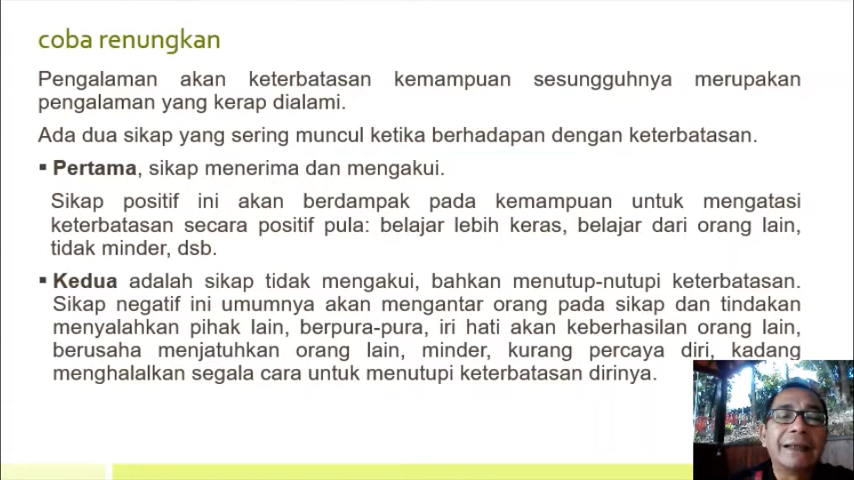 coba renungkan
Pengalaman akan keterbatasan kemampuan sesungguhnya merupakan
pengalaman yang kerap dialami.
Ada dua sikap yang sering muncul ketika berhadapan dengan keterbatasan.
▪ Pertama, sikap menerima dan mengakui.
Sikap positif ini akan berdampak pada kemampuan untuk mengatasi
keterbatasan secara positif pula: belajar lebih keras, belajar dari orang lain,
tidak minder, dsb.
▪ Kedua adalah sikap tidak mengakui, bahkan menutup-nutupi keterbatasan.
Sikap negatif ini umumnya akan mengantar orang pada sikap dan tindakan
menyalahkan pihak lain, berpura-pura, iri hati akan keberhasilan orang lain,
berusaha menjatuhkan orang lain, minder, kurang percaya diri, kadang
menghalalkan segala cara untuk menutupi keterbatasan dirinya.